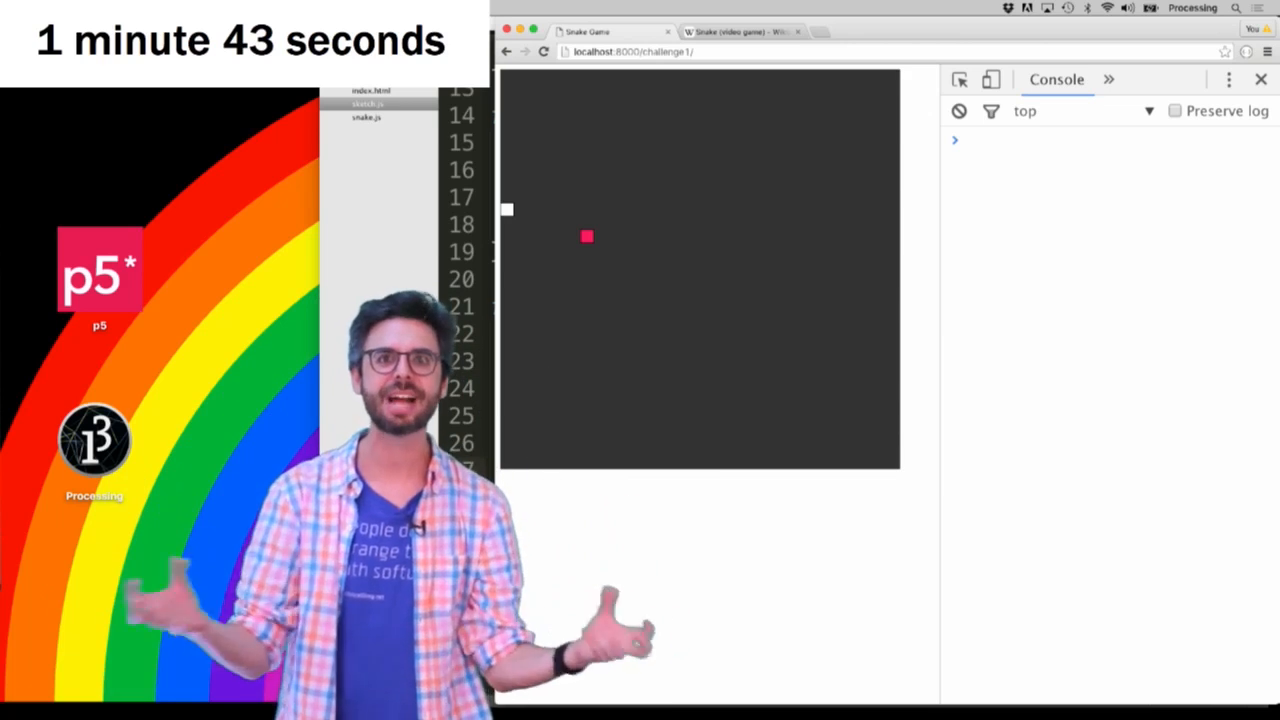 1 minute 43 seconds
Processing
Snake Game
Snake (video game) - Wiki
You
localhost:8000/challenge1/
index.html
sketch.js
snake.js
13
14
15
16
17
18
19
20
21
22
23
24
25
26
Console
top
Preserve log
p5*
p5
Processing
eople d
range t
ith softw